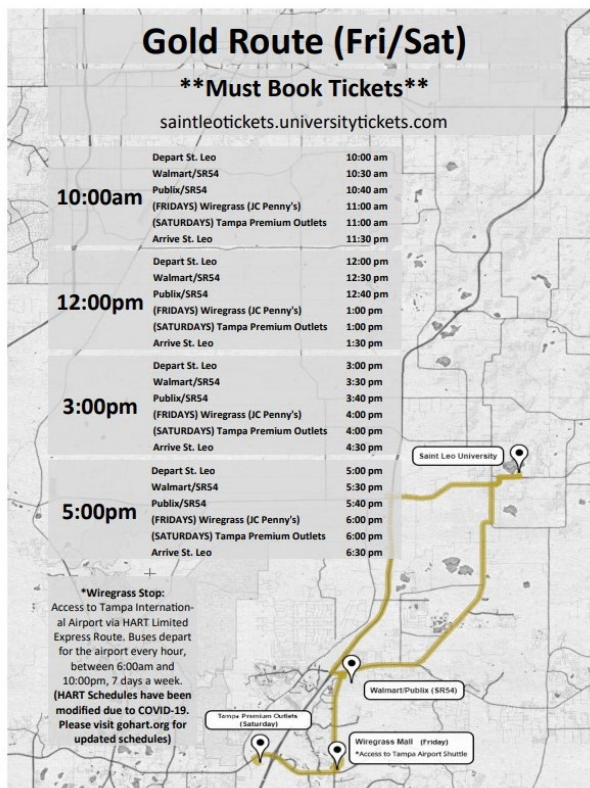 Gold Route (Fri/Sat)
**Must Book Tickets**
saintleotickets.universitytickets.com
10:00am
Depart St. Leo 10:00 am
Walmart/SR54 10:30 am
Publix/SR54 10:40 am
(FRIDAYS) Wiregrass (JC Penny's) 11:00 am
(SATURDAYS) Tampa Premium Outlets 11:00 am
Arrive St. Leo 11:30 pm
12:00pm
Depart St. Leo 12:00 pm
Walmart/SR54 12:30 pm
Publix/SR54 12:40 pm
(FRIDAYS) Wiregrass (JC Penny's) 1:00 pm
(SATURDAYS) Tampa Premium Outlets 1:00 pm
Arrive St. Leo 1:30 pm
3:00pm
Depart St. Leo 3:00 pm
Walmart/SR54 3:30 pm
Publix/SR54 3:40 pm
(FRIDAYS) Wiregrass (JC Penny's) 4:00 pm
(SATURDAYS) Tampa Premium Outlets 4:00 pm
Arrive St. Leo 4:30 pm
5:00pm
Depart St. Leo 5:00 pm
Walmart/SR54 5:30 pm
Publix/SR54 5:40 pm
(FRIDAYS) Wiregrass (JC Penny's) 6:00 pm
(SATURDAYS) Tampa Premium Outlets 6:00 pm
Arrive St. Leo 6:30 pm
Saint Leo University
*Wiregrass Stop:
Access to Tampa Internation-
al Airport via HART Limited
Express Route. Buses depart
for the airport every hour,
between 6:00am and
10:00pm, 7 days a week.
(HART Schedules have been
modified due to COVID-19.
Please visit gohart.org for
updated schedules)
Walmart/Publix (SR54)
Tampa Premium Outlets
(Saturday)
Wiregrass Mall (Friday)
*Access to Tampa Airport Shuttle